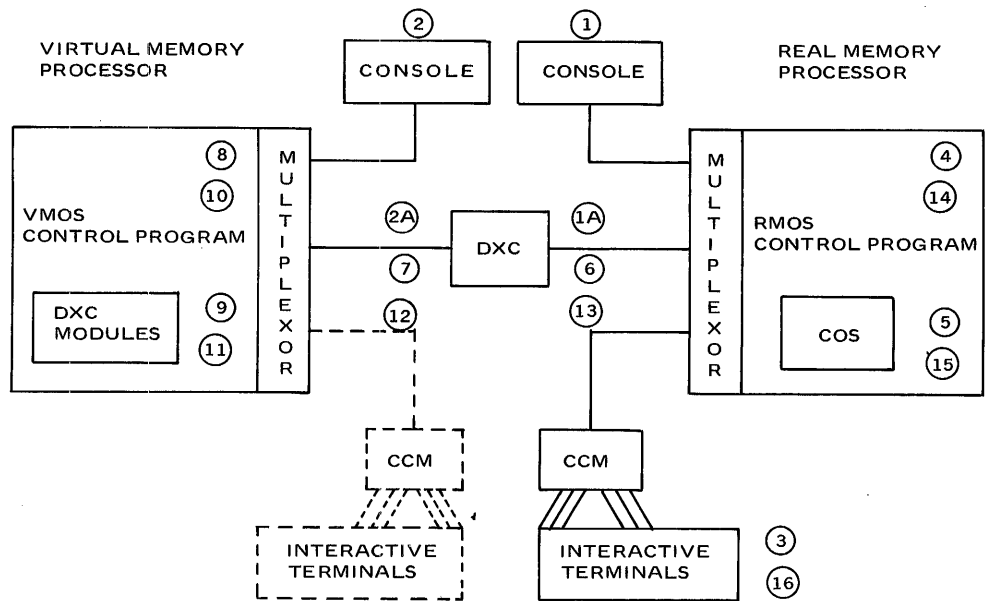 2
1
VIRTUAL MEMORY
PROCESSOR
CONSOLE
CONSOLE
REAL MEMORY
PROCESSOR
8
10
VMOS
CONTROL PROGRAM
DXC
MODULES
9
11
MULTIPLEXOR
2A
7
12
DXC
1A
6
13
MULTIPLEXOR
4
14
RMOS
CONTROL PROGRAM
COS
5
15
CCM
CCM
INTERACTIVE
TERMINALS
INTERACTIVE
TERMINALS
3
16